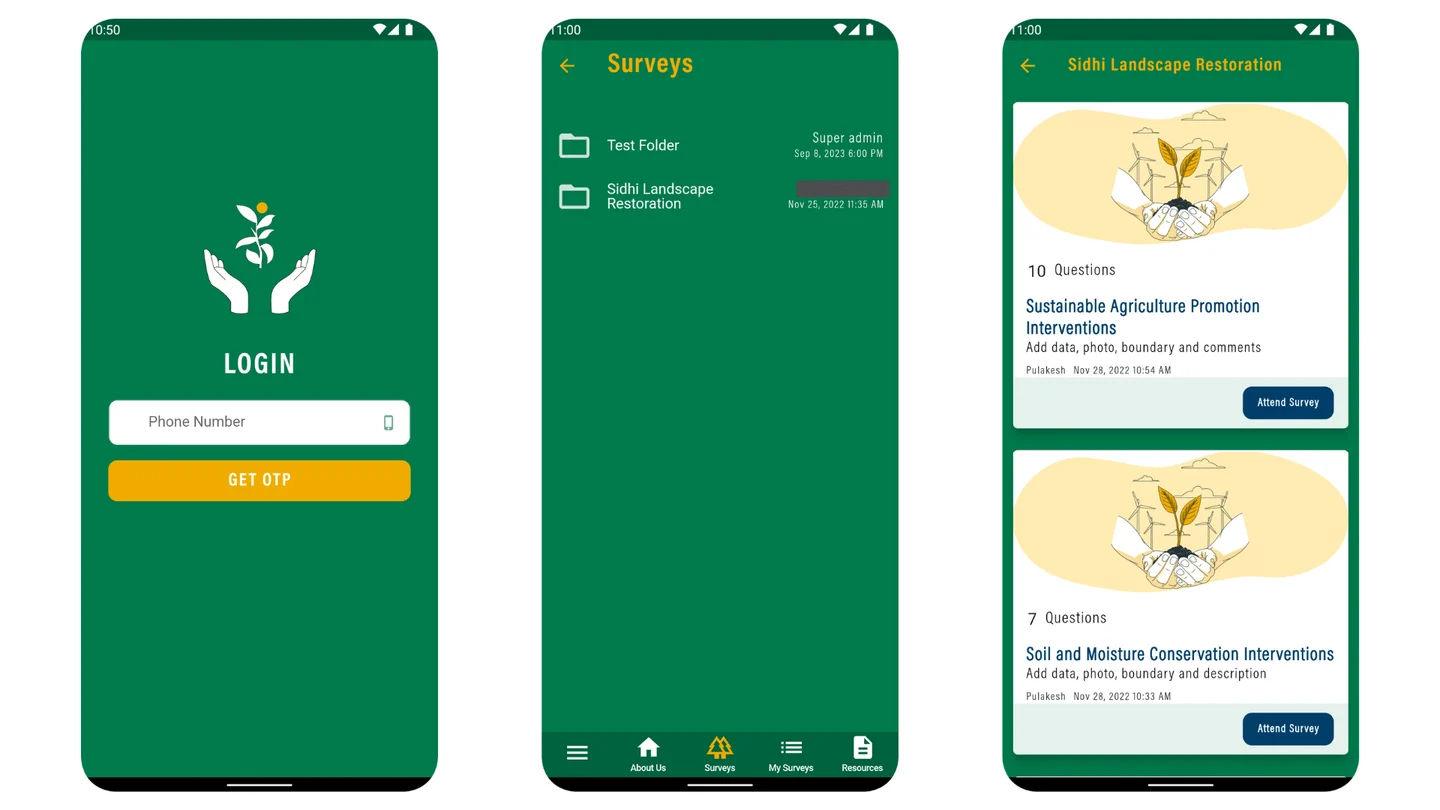 10:50
LOGIN
Phone Number
GET OTP
11:00
Surveys
Test Folder
Super admin
Sep 8, 2023 6:00 PM
Sidhi Landscape
Restoration
Nov 25, 2022 11:35 AM
About Us
Surveys
My Surveys
Resources
11:00
Sidhi Landscape Restoration
10 Questions
Sustainable Agriculture Promotion
Interventions
Add data, photo, boundary and comments
Pulakesh Nov 28, 2022 10:54 AM
Attend Survey
7 Questions
Soil and Moisture Conservation Interventions
Add data, photo, boundary and description
Pulakesh Nov 28, 2022 10:33 AM
Attend Survey